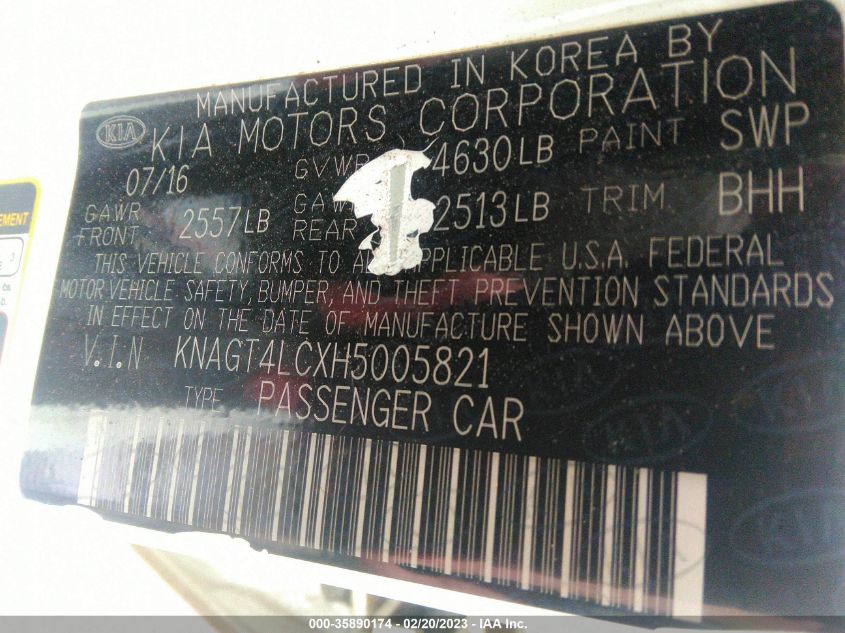 MANUFACTURED IN KOREA BY
KIA KIA MOTORS CORPORATION
07/16 GVWR 4630LB PAINT SWP
GAWR FRONT 2557LB REAR 2513LB TRIM BHH
THIS VEHICLE CONFORMS TO APPLICABLE U.S.A. FEDERAL
MOTOR VEHICLE SAFETY BUMPER, AND THEFT PREVENTION STANDARDS
IN EFFECT ON THE DATE OF MANUFACTURE SHOWN ABOVE
V.I.N KNAGT4LCXH5005821
TYPE PASSENGER CAR
000-35890174 - 02/20/2023 - IAA Inc.